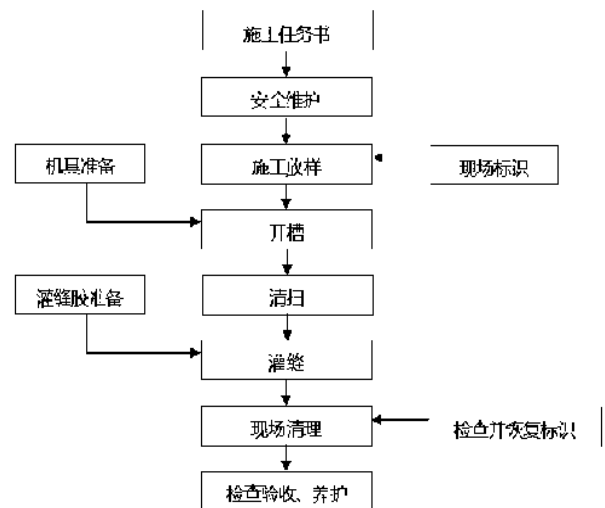 施工任务书
安全维护
机具准备
施工放样
现场标识
开槽
灌缝胶准备
清扫
灌缝
现场清理
检查并恢复标识
检查验收、养护